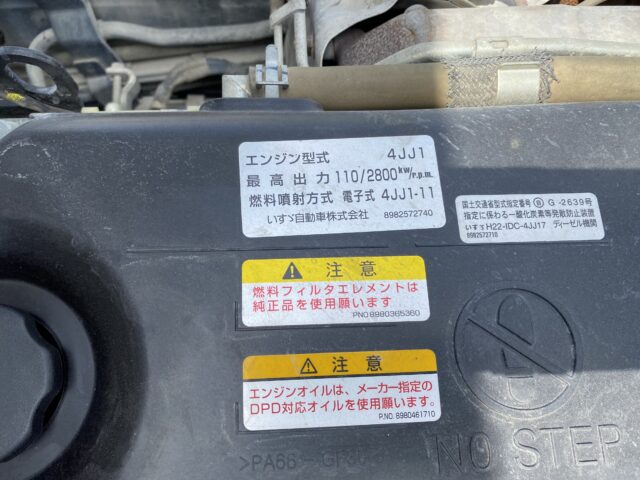 エンジン型式 4JJ1
最高出力 110/2800kw/r.p.m.
燃料噴射方式 電子式 4JJ1-11
いすゞ自動車株式会社 8982572740
国土交通省型式指定番号 G-2639号
指定に係わる一酸化炭素等発散防止装置
いすゞH22-IDC-4JJ17 ディーゼル機関
8982572710
注意
燃料フィルタエレメントは
純正品を使用願います
PNO8980365360
注意
エンジンオイルは、メーカー指定の
DPD対応オイルを使用願います。
P.NO. 8980461710
NO STEP
>PA66-